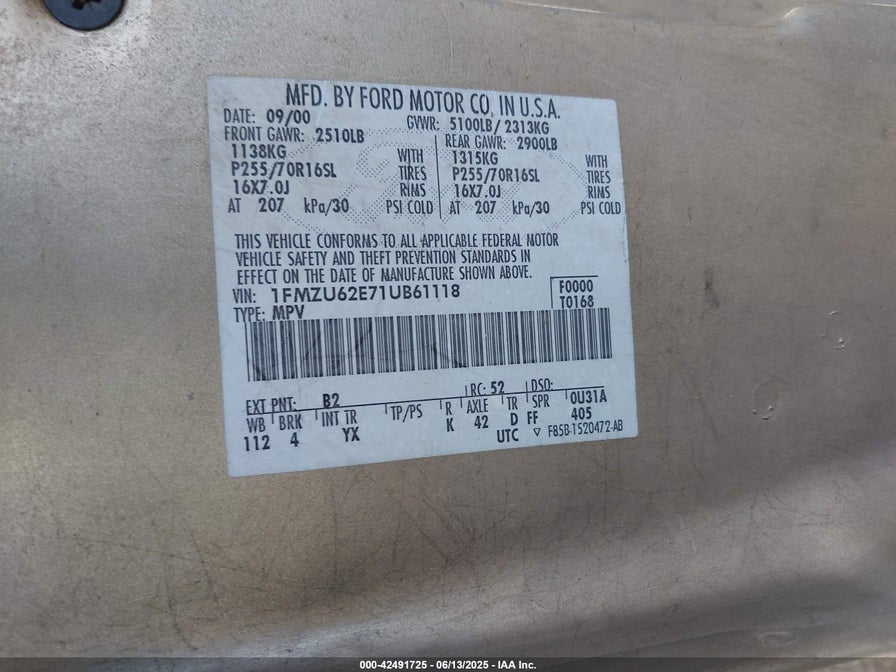 MFD. BY FORD MOTOR CO, IN U.S.A.
DATE: 09/00 GVWR: 5100LB/ 2313KG
FRONT GAWR: 2510LB REAR GAWR: 2900LB
1138KG WITH 1315KG WITH
P255/70R16SL TIRES P255/70R16SL TIRES
16X7.0J RIMS 16X7.0J RIMS
AT 207 kPa/30 PSI COLD AT 207 kPa/30 PSI COLD
THIS VEHICLE CONFORMS TO ALL APPLICABLE FEDERAL MOTOR
VEHICLE SAFETY AND THEFT PREVENTION STANDARDS IN
EFFECT ON THE DATE OF MANUFACTURE SHOWN ABOVE.
VIN: 1FMZU62E71UB61118 F0000
TYPE: MPV T0168
EXT PNT: B2 RC: 52 DSO:
WB BRK INT TR TP/PS R AXLE TR SPR 0U31A
112 4 YX K 42 D FF 405
UTC ▽ F85B-1520472-AB
000-42491725 - 06/13/2025 - IAA Inc.